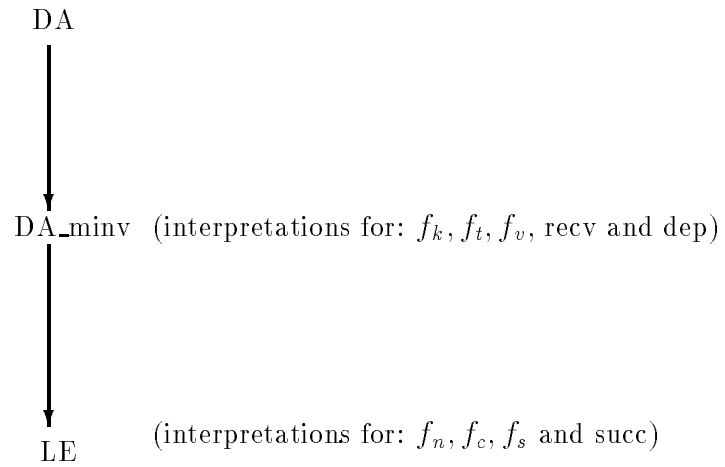 DA
DA_minv (interpretations for: f_k, f_t, f_v, recv and dep)
(interpretations for: f_n, f_c, f_s and succ)
LE